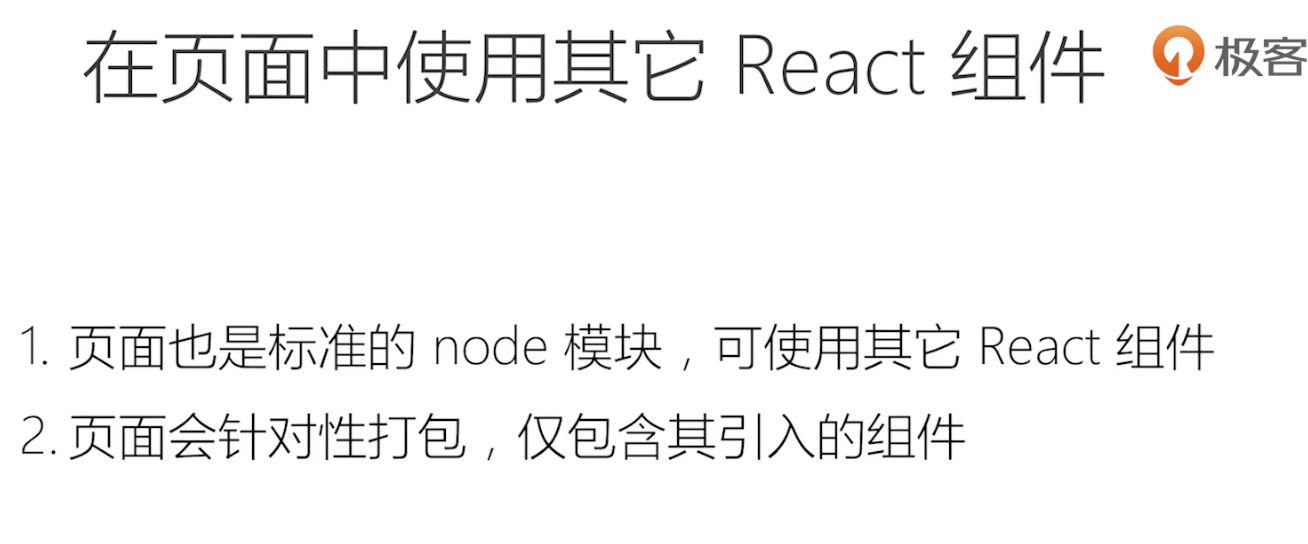 在页面中使用其它 React 组件
极客
1. 页面也是标准的 node 模块，可使用其它 React 组件
2. 页面会针对性打包，仅包含其引入的组件